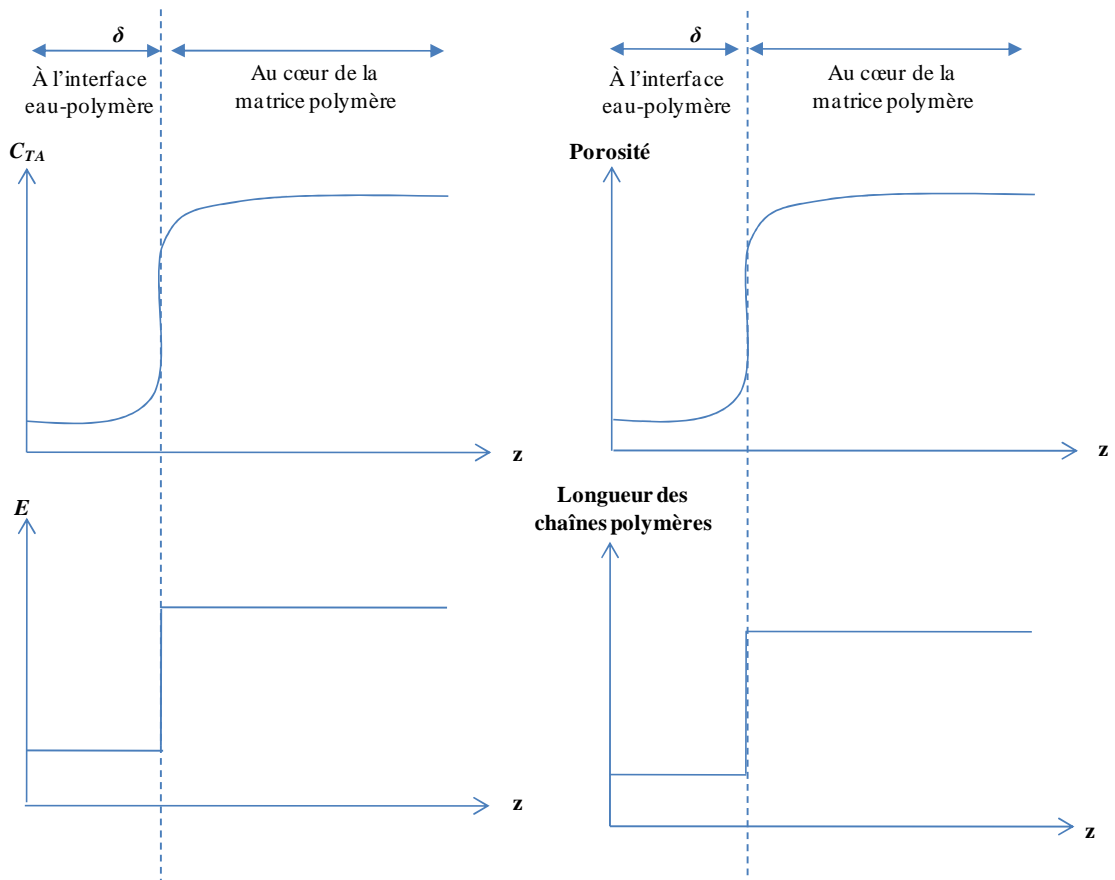 δ
À l’interface
eau-polymère
Au cœur de la
matrice polymère
C_TA
z
E
z
δ
À l’interface
eau-polymère
Au cœur de la
matrice polymère
Porosité
z
Longueur des
chaînes polymères
z